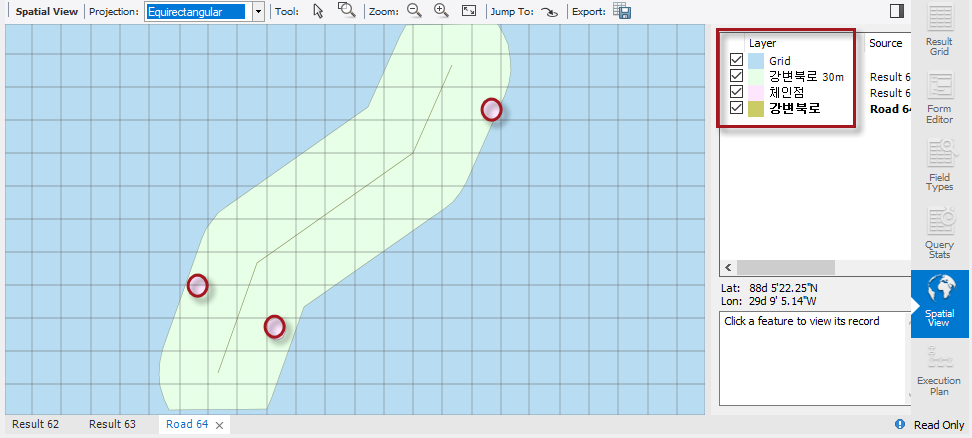 Spatial View Projection: Equirectangular Tool: Zoom: Jump To: Export:
Layer Source
Grid
강변북로 30m Result 6
체인점 Result 6
강변북로 Road 64
Lat: 88d 5'22.25"N
Lon: 29d 9' 5.14"W
Click a feature to view its record
Result
Grid
Form
Editor
Field
Types
Query
Stats
Spatial
View
Execution
Plan
Result 62 Result 63 Road 64 Read Only